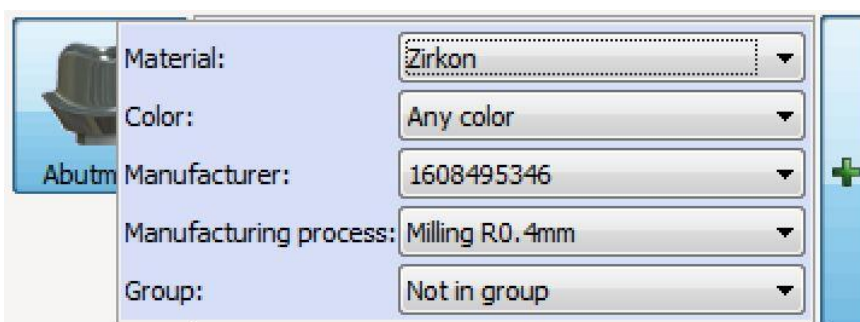 Material: Zirkon
Color: Any color
Abutm
Manufacturer: 1608495346
Manufacturing process: Milling R0.4mm
Group: Not in group